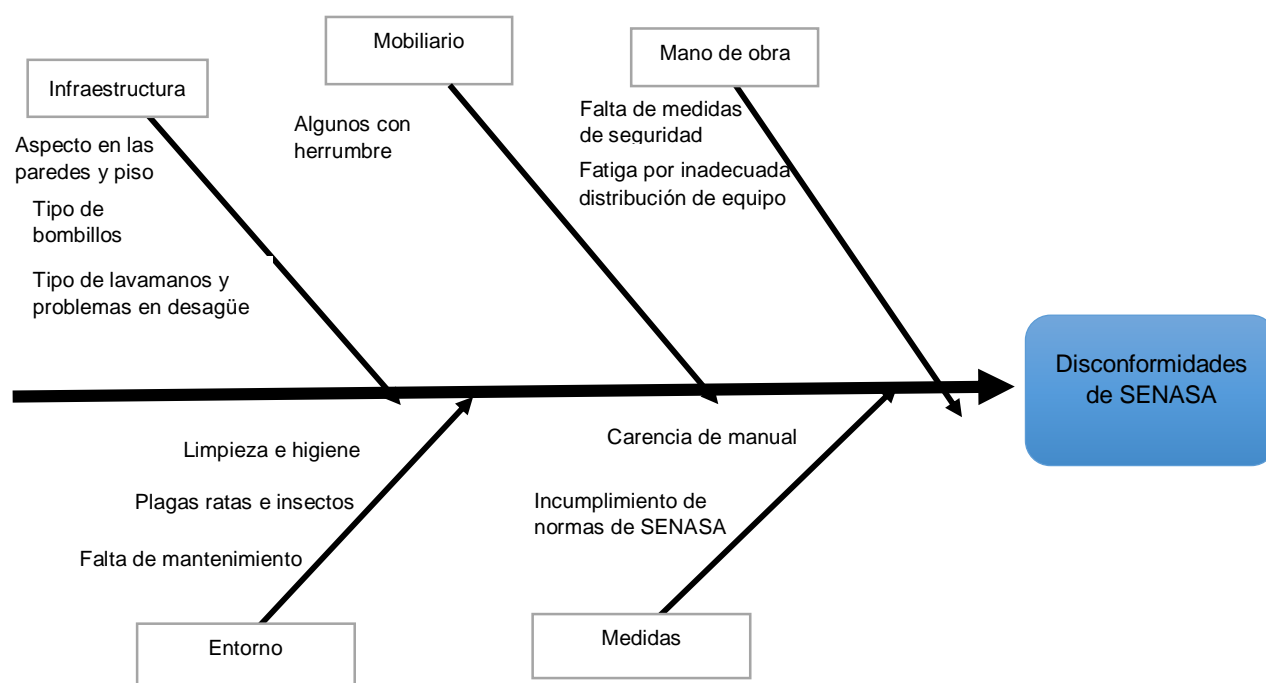 Mobiliario
Mano de obra
Infraestructura
Aspecto en las
paredes y piso
Tipo de
bombillos
Tipo de lavamanos y
problemas en desagüe
Algunos con
herrumbre
Falta de medidas
de seguridad
Fatiga por inadecuada
distribución de equipo
Disconformidades
de SENASA
Limpieza e higiene
Plagas ratas e insectos
Falta de mantenimiento
Carencia de manual
Incumplimiento de
normas de SENASA
Entorno
Medidas